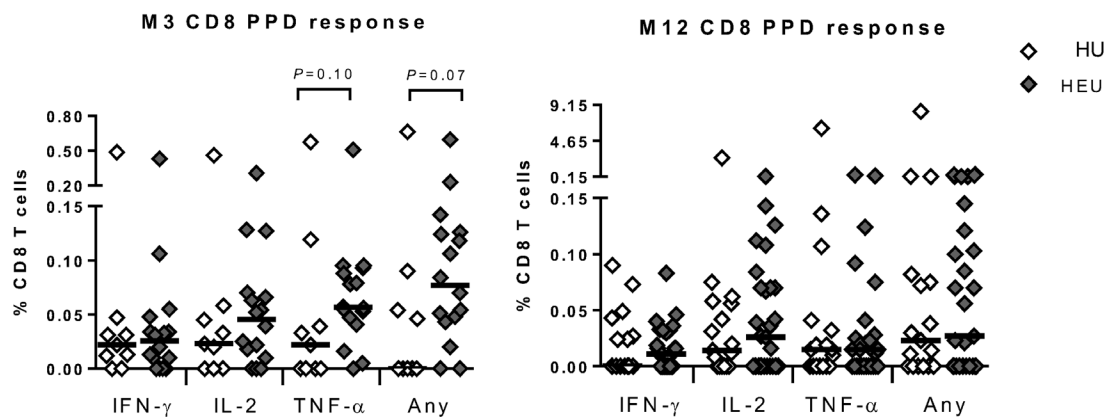 M3 CD8 PPD response
P=0.10
P=0.07
% CD8 T cells
0.80
0.50
0.20
0.15
0.10
0.05
0.00
IFN-γ IL-2 TNF-α Any
M12 CD8 PPD response
% CD8 T cells
9.15
4.65
0.15
0.15
0.10
0.05
0.00
IFN-γ IL-2 TNF-α Any
HU
HEU